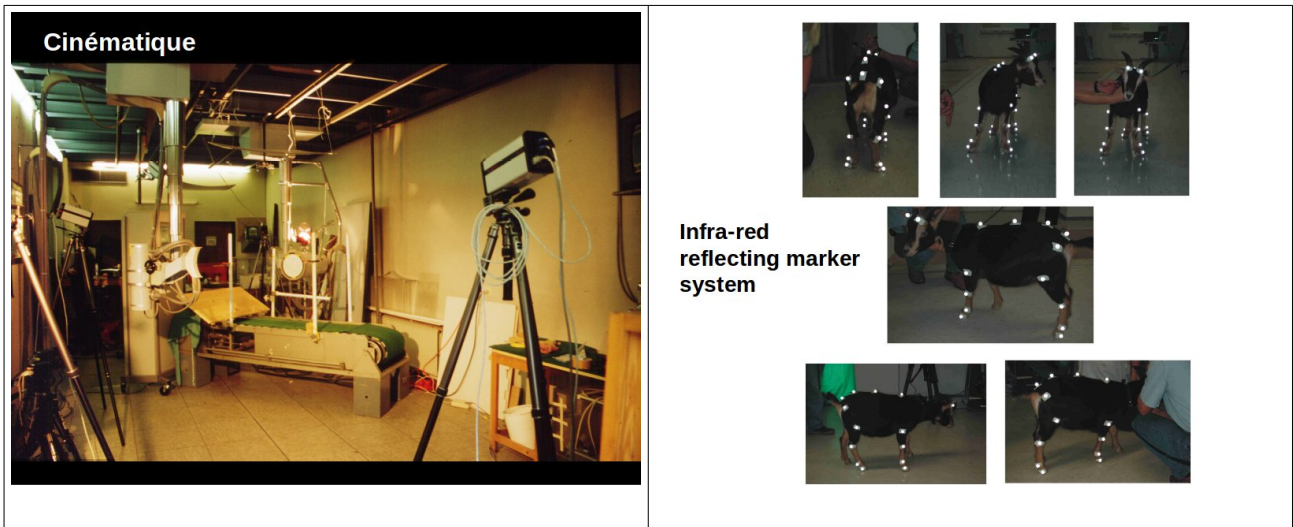 Cinématique
Infra-red
reflecting marker
system